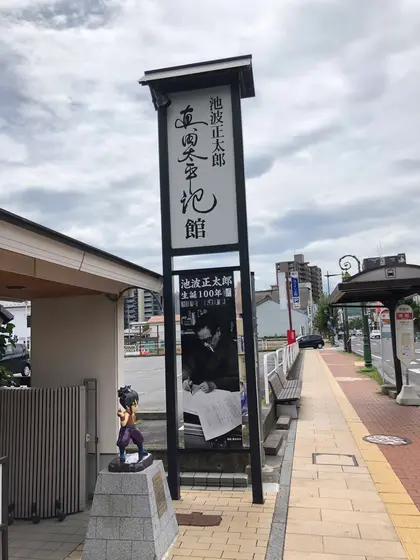 池波正太郎
真田太平記
館
池波正太郎
生誕100年